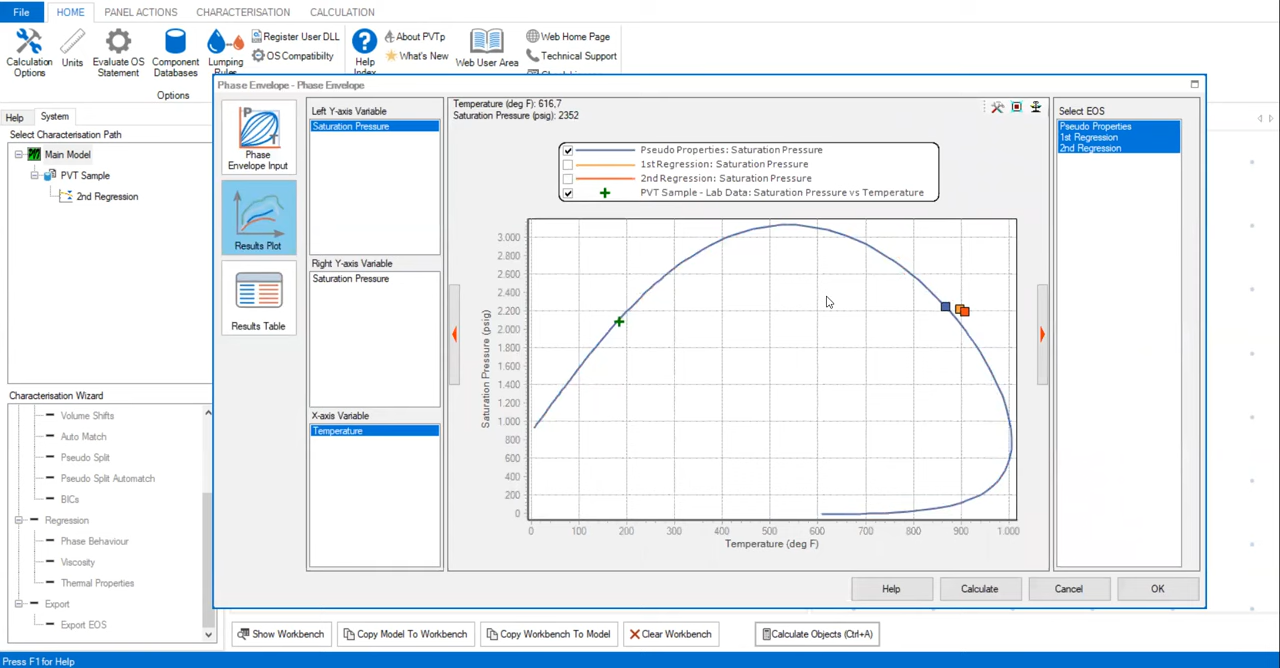 File HOME PANEL ACTIONS CHARACTERISATION CALCULATION
Calculation Options
Units
Evaluate OS Statement
Component Databases
Lumping Rules
Register User DLL
OS Compatibilty
Options
Help Index
About PVTp
What's New
Web User Area
Web Home Page
Technical Support
Help System
Select Characterisation Path
Main Model
PVT Sample
2nd Regression
Characterisation Wizard
Volume Shifts
Auto Match
Pseudo Split
Pseudo Split Automatch
BICs
Regression
Phase Behaviour
Viscosity
Thermal Properties
Export
Export EOS
Phase Envelope - Phase Envelope
P
T
Phase Envelope Input
Results Plot
Results Table
Left Y-axis Variable
Saturation Pressure
Right Y-axis Variable
Saturation Pressure
X-axis Variable
Temperature
Temperature (deg F): 616,7
Saturation Pressure (psig): 2352
Pseudo Properties: Saturation Pressure
1st Regression: Saturation Pressure
2nd Regression: Saturation Pressure
PVT Sample - Lab Data: Saturation Pressure vs Temperature
Saturation Pressure (psig)
3.000
2.800
2.600
2.400
2.200
2.000
1.800
1.600
1.400
1.200
1.000
800
600
400
200
0
0 100 200 300 400 500 600 700 800 900 1.000
Temperature (deg F)
Select EOS
Pseudo Properties
1st Regression
2nd Regression
Help Calculate Cancel OK
Show Workbench Copy Model To Workbench Copy Workbench To Model Clear Workbench Calculate Objects (Ctrl+A)
Press F1 for Help